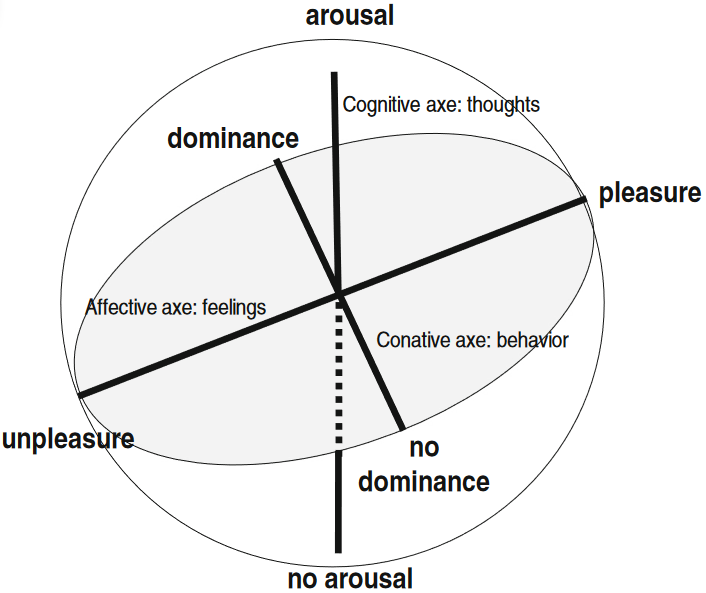 arousal
Cognitive axe: thoughts
dominance
pleasure
Affective axe: feelings
Conative axe: behavior
unpleasure
no
dominance
no arousal